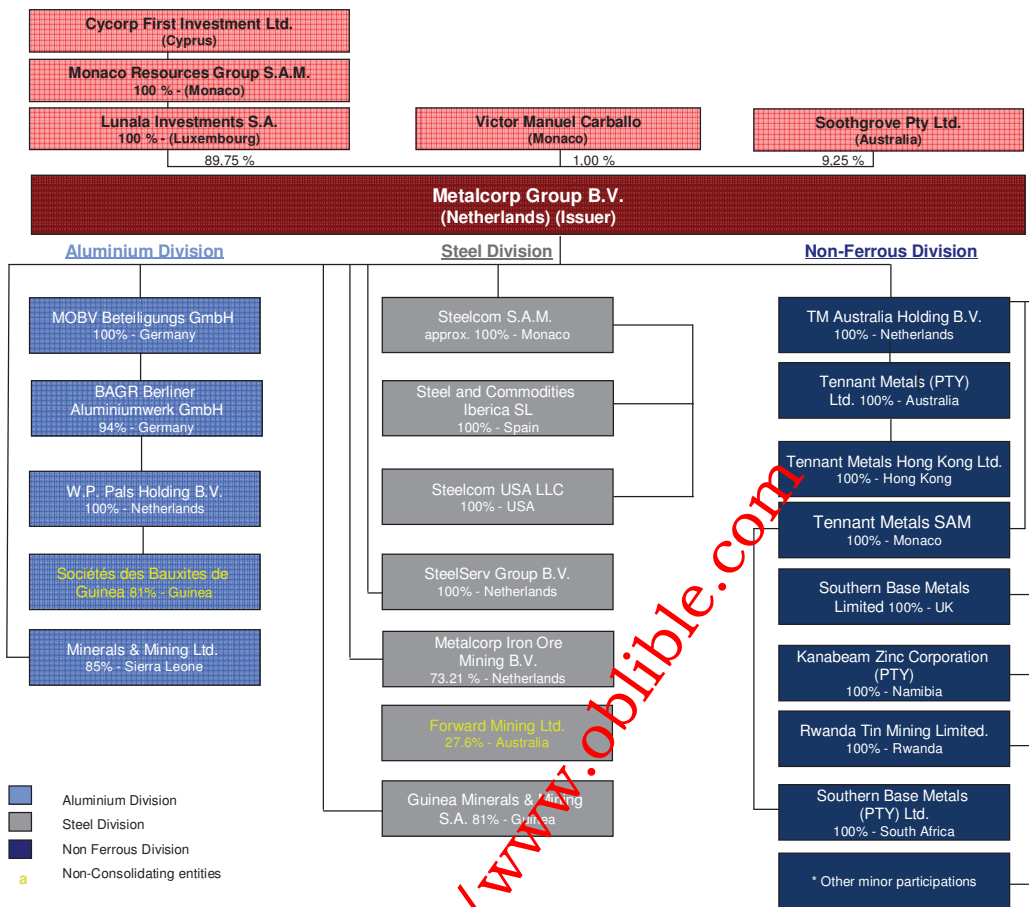 Cycorp First Investment Ltd.
(Cyprus)
Monaco Resources Group S.A.M.
100 % - (Monaco)
Lunala Investments S.A.
100 % - (Luxembourg)
Victor Manuel Carballo
(Monaco)
Soothgrove Pty Ltd.
(Australia)
89,75 %
1,00 %
9,25 %
Metalcorp Group B.V.
(Netherlands) (Issuer)
Aluminium Division
Steel Division
Non-Ferrous Division
MOBV Beteiligungs GmbH
100% - Germany
BAGR Berliner
Aluminiumwerk GmbH
94% - Germany
W.P. Pals Holding B.V.
100% - Netherlands
Sociétés des Bauxites de
Guinea 81% - Guinea
Minerals & Mining Ltd.
85% - Sierra Leone
Steelcom S.A.M.
approx. 100% - Monaco
Steel and Commodities
Iberica SL
100% - Spain
Steelcom USA LLC
100% - USA
SteelServ Group B.V.
100% - Netherlands
Metalcorp Iron Ore
Mining B.V.
73.21 % - Netherlands
Forward Mining Ltd.
27.6% - Australia
Guinea Minerals & Mining
S.A. 81% - Guinea
TM Australia Holding B.V.
100% - Netherlands
Tennant Metals (PTY)
Ltd. 100% - Australia
Tennant Metals Hong Kong Ltd.
100% - Hong Kong
Tennant Metals SAM
100% - Monaco
Southern Base Metals
Limited 100% - UK
Kanabeam Zinc Corporation
(PTY)
100% - Namibia
Rwanda Tin Mining Limited.
100% - Rwanda
Southern Base Metals
(PTY) Ltd.
100% - South Africa
* Other minor participations
Aluminium Division
Steel Division
Non Ferrous Division
a Non-Consolidating entities
/www.oblible.com